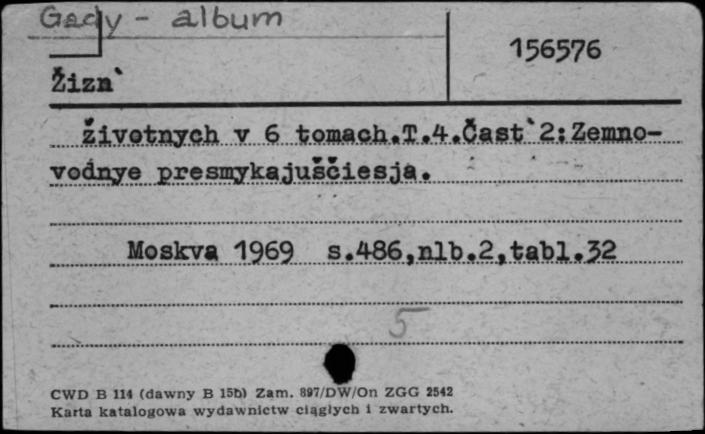 Gady - album
156576
Žizn`
životnych v 6 tomach.T.4.Čast`2:Zemno-
vodnye presmykajuščiesja.
Moskva 1969 s.486,nlb.2,tabl.32
5
CWD B 114 (dawny B 15b) Zam. 897/DW/On ZGG 2542
Karta katalogowa wydawnictw ciągłych i zwartych.